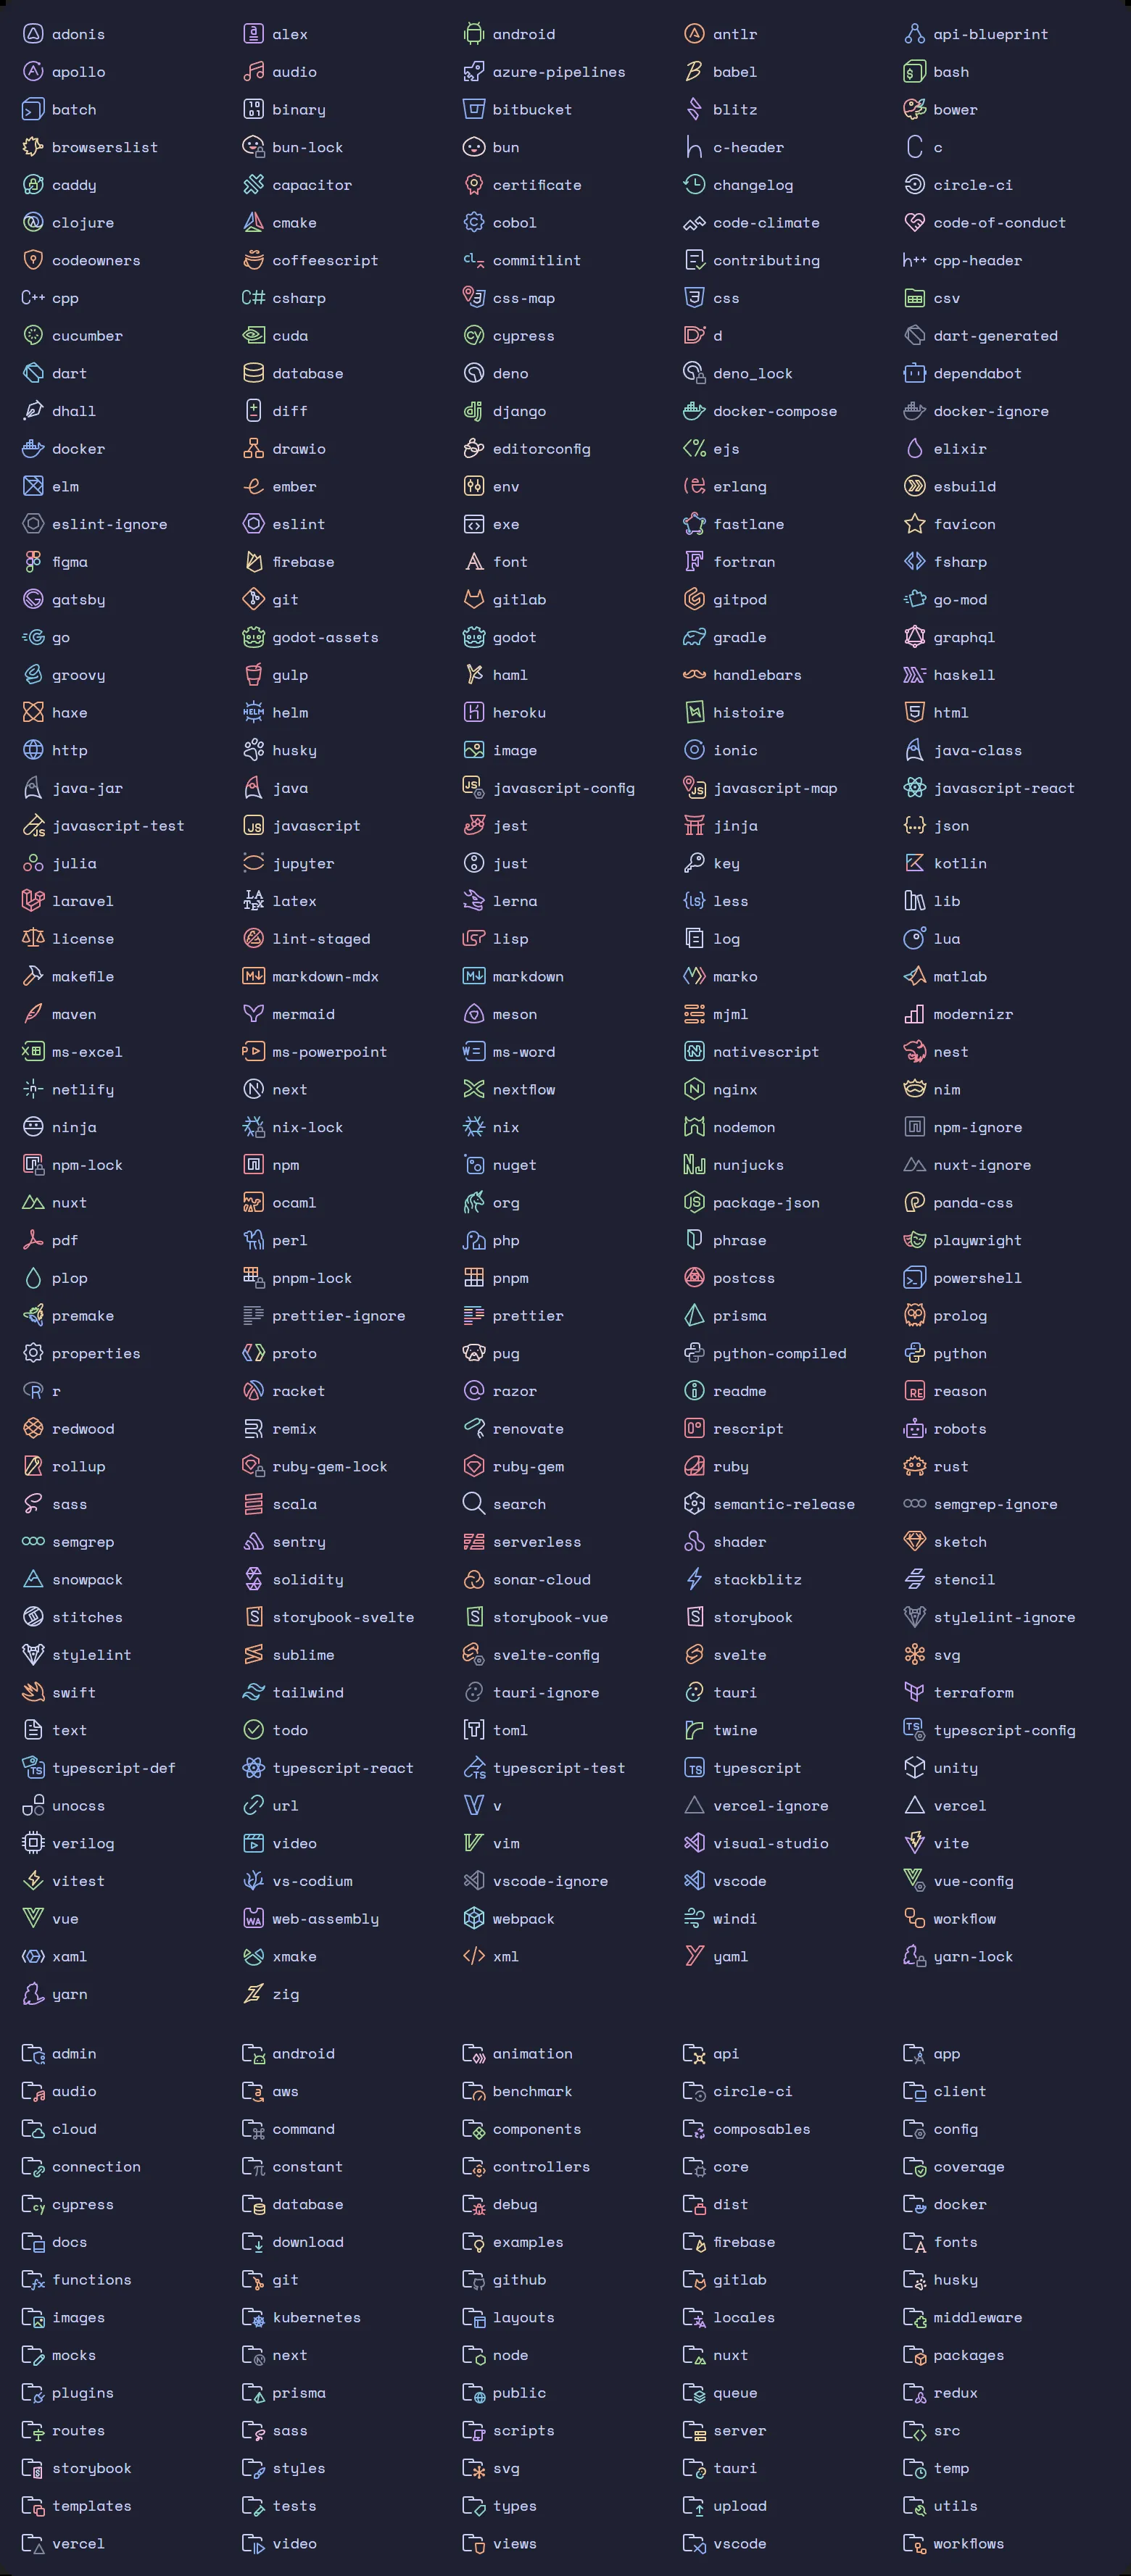 adonis alex android antlr api-blueprint
apollo audio azure-pipelines babel bash
batch binary bitbucket blitz bower
browserslist bun-lock bun c-header c
caddy capacitor certificate changelog circle-ci
clojure cmake cobol code-climate code-of-conduct
codeowners coffeescript commitlint contributing cpp-header
cpp csharp css-map css csv
cucumber cuda cypress d dart-generated
dart database deno deno_lock dependabot
dhall diff django docker-compose docker-ignore
docker drawio editorconfig ejs elixir
elm ember env erlang esbuild
eslint-ignore eslint exe fastlane favicon
figma firebase font fortran fsharp
gatsby git gitlab gitpod go-mod
go godot-assets godot gradle graphql
groovy gulp haml handlebars haskell
haxe helm heroku histoire html
http husky image ionic java-class
java-jar java javascript-config javascript-map javascript-react
javascript-test javascript jest jinja json
julia jupyter just key kotlin
laravel latex lerna less lib
license lint-staged lisp log lua
makefile markdown-mdx markdown marko matlab
maven mermaid meson mjml modernizr
ms-excel ms-powerpoint ms-word nativescript nest
netlify next nextflow nginx nim
ninja nix-lock nix nodemon npm-ignore
npm-lock npm nuget nunjucks nuxt-ignore
nuxt ocaml org package-json panda-css
pdf perl php phrase playwright
plop pnpm-lock pnpm postcss powershell
premake prettier-ignore prettier prisma prolog
properties proto pug python-compiled python
r racket razor readme reason
redwood remix renovate rescript robots
rollup ruby-gem-lock ruby-gem ruby rust
sass scala search semantic-release semgrep-ignore
semgrep sentry serverless shader sketch
snowpack solidity sonar-cloud stackblitz stencil
stitches storybook-svelte storybook-vue storybook stylelint-ignore
stylelint sublime svelte-config svelte svg
swift tailwind tauri-ignore tauri terraform
text todo toml twine typescript-config
typescript-def typescript-react typescript-test typescript unity
unocss url v vercel-ignore vercel
verilog video vim visual-studio vite
vitest vs-codium vscode-ignore vscode vue-config
vue web-assembly webpack windi workflow
xaml xmake xml yaml yarn-lock
yarn zig
admin android animation api app
audio aws benchmark circle-ci client
cloud command components composables config
connection constant controllers core coverage
cypress database debug dist docker
docs download examples firebase fonts
functions git github gitlab husky
images kubernetes layouts locales middleware
mocks next node nuxt packages
plugins prisma public queue redux
routes sass scripts server src
storybook styles svg tauri temp
templates tests types upload utils
vercel video views vscode workflows